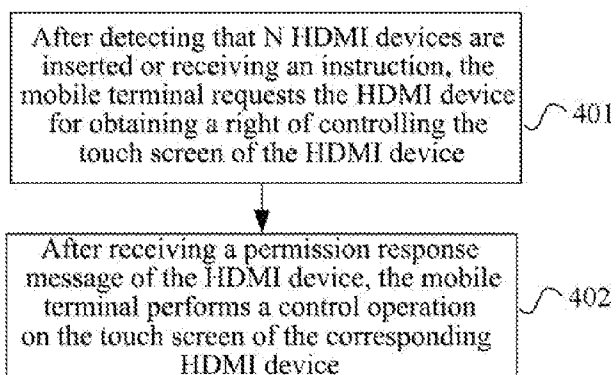 After detecting that N HDMI devices are
inserted or receiving an instruction, the
mobile terminal requests the HDMI device
for obtaining a right of controlling the
touch screen of the HDMI device
401
After receiving a permission response
message of the HDMI device, the mobile
terminal performs a control operation
on the touch screen of the corresponding
HDMI device
402